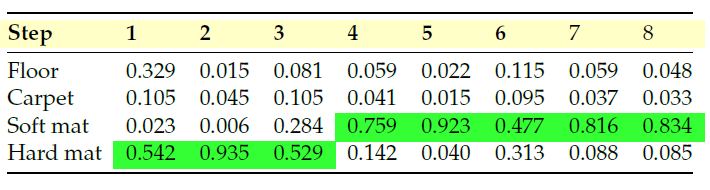 Step 1 2 3 4 5 6 7 8
Floor 0.329 0.015 0.081 0.059 0.022 0.115 0.059 0.048
Carpet 0.105 0.045 0.105 0.041 0.015 0.095 0.037 0.033
Soft mat 0.023 0.006 0.284 0.759 0.923 0.477 0.816 0.834
Hard mat 0.542 0.935 0.529 0.142 0.040 0.313 0.088 0.085